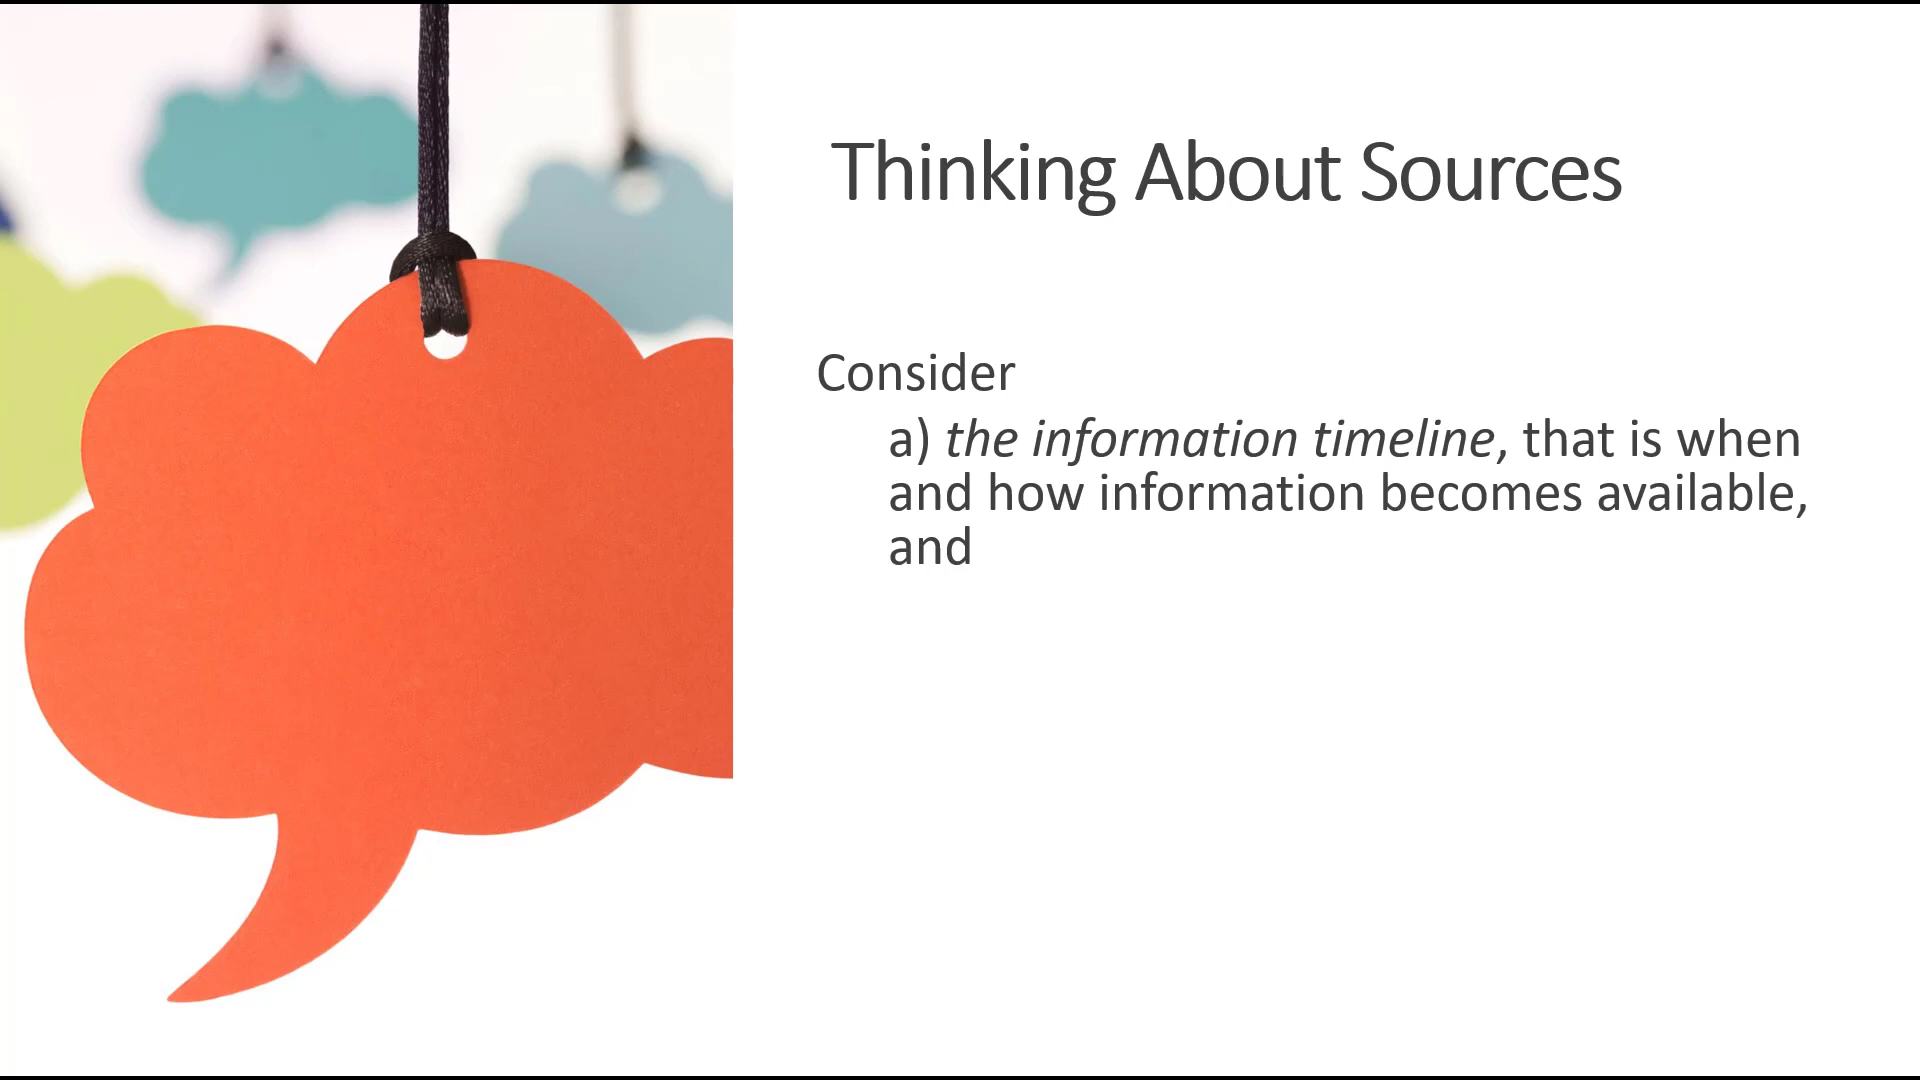 Thinking About Sources
Consider
a) the information timeline, that is when
and how information becomes available,
and